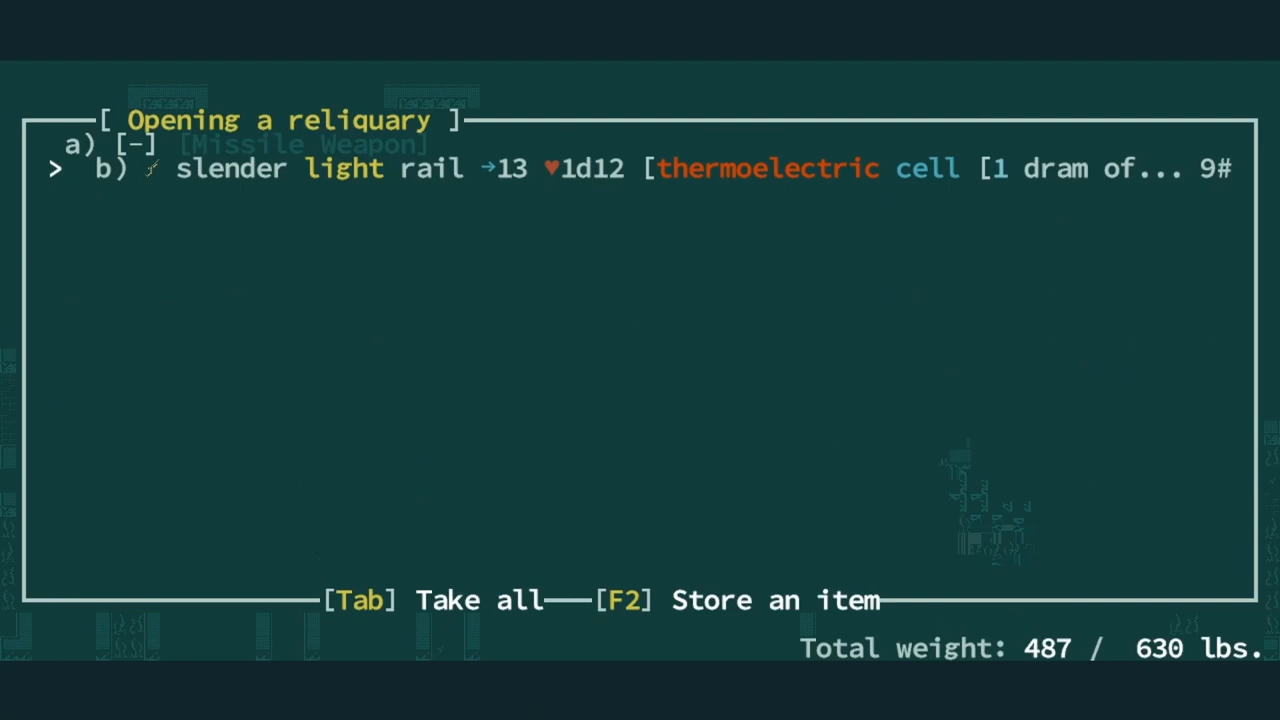 [ Opening a reliquary ]
a) [-] [Missile Weapon]
> b) slender light rail →13 ♥1d12 [thermoelectric cell [1 dram of... 9#
[Tab] Take all [F2] Store an item
Total weight: 487 / 630 lbs.